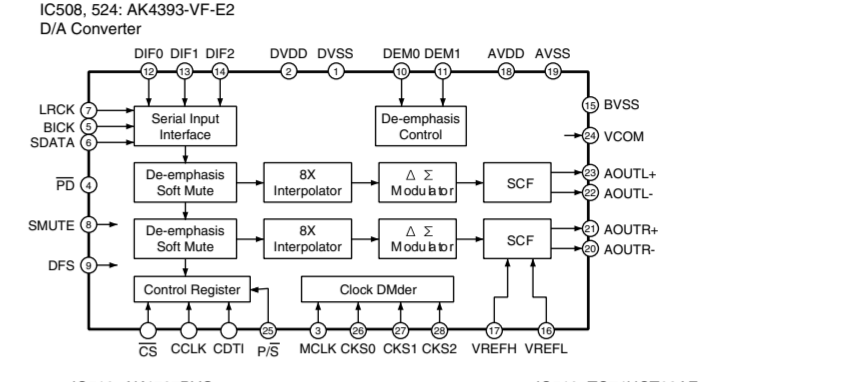 IC508, 524: AK4393-VF-E2
D/A Converter
DIF0 DIF1 DIF2 DVDD DVSS DEM0 DEM1 AVDD AVSS
12 13 14 2 1 10 11 18 19
LRCK 7
BICK 5
SDATA 6
Serial Input
Interface
De-emphasis
Control
15 BVSS
24 VCOM
PD 4
De-emphasis
Soft Mute
8X
Interpolator
Δ Σ
Modulator
SCF
23 AOUTL+
22 AOUTL-
SMUTE 8
De-emphasis
Soft Mute
8X
Interpolator
Δ Σ
Modulator
SCF
21 AOUTR+
20 AOUTR-
DFS 9
Control Register
Clock DMder
25 3 26 27 28 17 16
CS CCLK CDTI P/S MCLK CKS0 CKS1 CKS2 VREFH VREFL